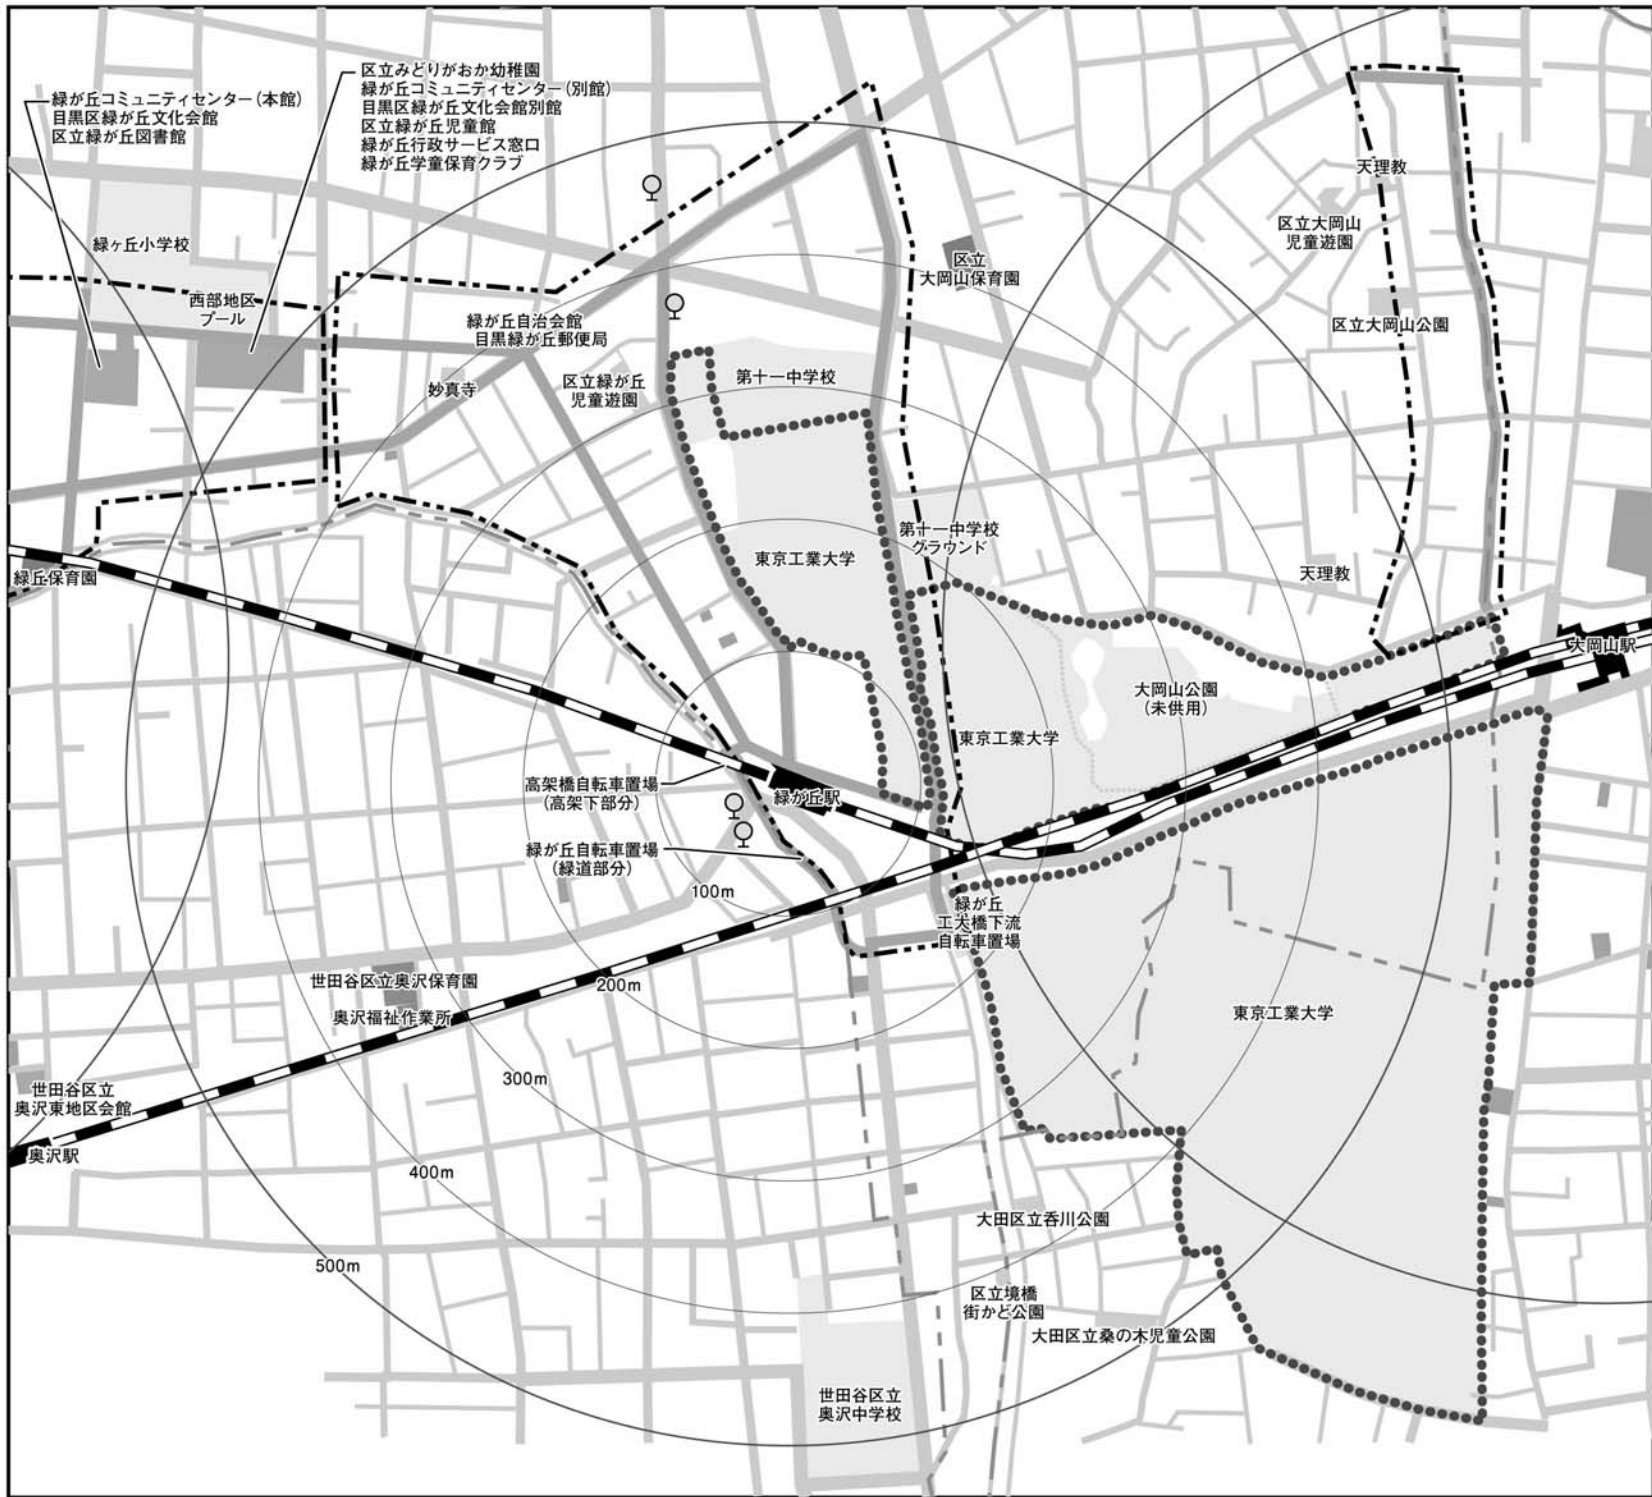 緑が丘コミュニティセンター（本館）
目黒区緑が丘文化会館
区立緑が丘図書館
区立みどりがおか幼稚園
緑が丘コミュニティセンター（別館）
目黒区緑が丘文化会館別館
区立緑が丘児童館
緑が丘行政サービス窓口
緑が丘学童保育クラブ
天理教
区立大岡山
児童遊園
緑ヶ丘小学校
区立
大岡山保育園
西部地区
プール
区立大岡山公園
緑が丘自治会館
目黒緑が丘郵便局
妙真寺
区立緑が丘
児童遊園
第十一中学校
第十一中学校
グラウンド
東京工業大学
緑丘保育園
天理教
大岡山駅
大岡山公園
（未供用）
東京工業大学
高架橋自転車置場
（高架下部分）
緑が丘駅
緑が丘自転車置場
（緑道部分）
100m
緑が丘
工大橋下流
自転車置場
世田谷区立奥沢保育園
200m
奥沢福祉作業所
東京工業大学
300m
世田谷区立
奥沢東地区会館
奥沢駅
400m
大田区立呑川公園
500m
区立境橋
街かど公園
大田区立桑の木児童公園
世田谷区立
奥沢中学校